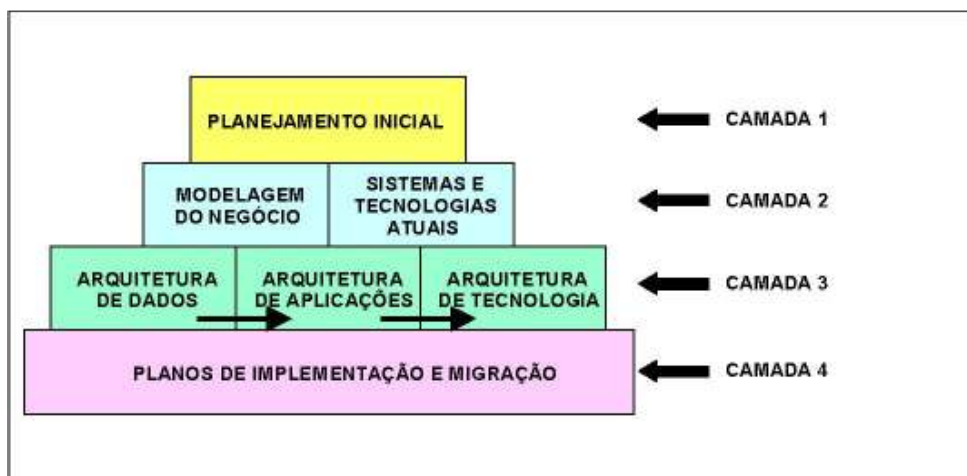 PLANEJAMENTO INICIAL
CAMADA 1
MODELAGEM
DO NEGÓCIO
SISTEMAS E
TECNOLOGIAS
ATUAIS
CAMADA 2
ARQUITETURA
DE DADOS
ARQUITETURA
DE APLICAÇÕES
ARQUITETURA
DE TECNOLOGIA
CAMADA 3
PLANOS DE IMPLEMENTAÇÃO E MIGRAÇÃO
CAMADA 4